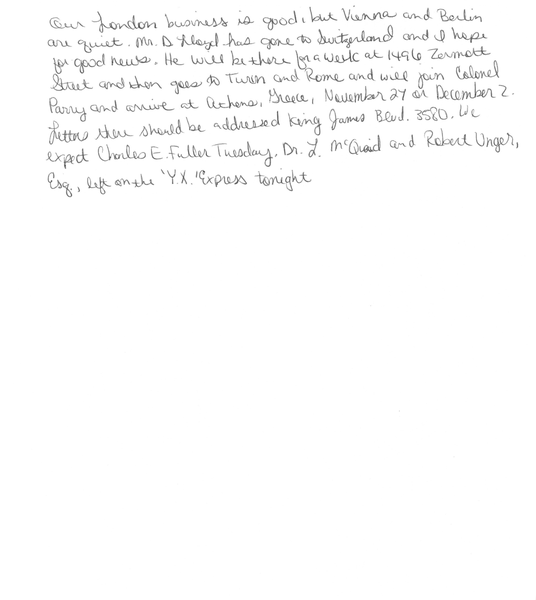 Our London business is good, but Vienna and Berlin
are quiet. Mr. D Lloyd has gone to Switzerland and I hope
for good news. He will be there for a week at 1496 Zermott
Street and then goes to Turin and Rome and will join Colonel
Parry and arrive at Athens, Greece, November 27 or December 2.
Letters there should be addressed King James Blvd. 3580. We
expect Charles E. Fuller Tuesday. Dr. L. McQuaid and Robert Unger,
Esq., left on the 'Y.X.' Express tonight